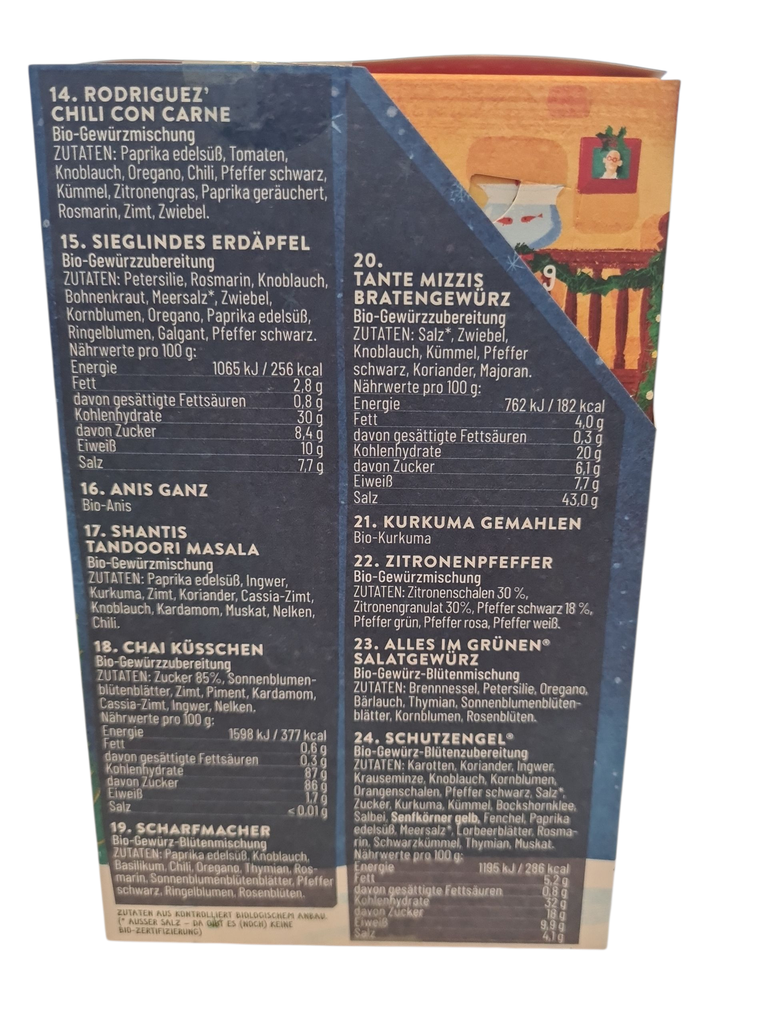 14. RODRIGUEZ'
CHILI CON CARNE
Bio-Gewürzmischung
ZUTATEN: Paprika edelsüß, Tomaten,
Knoblauch, Oregano, Chili, Pfeffer schwarz,
Kümmel, Zitronengras, Paprika geräuchert,
Rosmarin, Zimt, Zwiebel.
15. SIEGLINDES ERDÄPFEL
Bio-Gewürzzubereitung
ZUTATEN: Petersilie, Rosmarin, Knoblauch,
Bohnenkraut, Meersalz*, Zwiebel,
Kornblumen, Oregano, Paprika edelsüß,
Ringelblumen, Galgant, Pfeffer schwarz.
Nährwerte pro 100 g:
Energie 1065 kJ / 256 kcal
Fett 2,8 g
davon gesättigte Fettsäuren 0,8 g
Kohlenhydrate 30 g
davon Zucker 8,4 g
Eiweiß 10 g
Salz 7,7 g
16. ANIS GANZ
Bio-Anis
17. SHANTIS
TANDOORI MASALA
Bio-Gewürzmischung
ZUTATEN: Paprika edelsüß, Ingwer,
Kurkuma, Zimt, Koriander, Cassia-Zimt,
Knoblauch, Kardamom, Muskat, Nelken,
Chili.
18. CHAI KÜSSCHEN
Bio-Gewürzzubereitung
ZUTATEN: Zucker 85%, Sonnenblumen-
blütenblätter, Zimt, Piment, Kardamom,
Cassia-Zimt, Ingwer, Nelken.
Nährwerte pro 100 g:
Energie 1598 kJ / 377 kcal
Fett 0,6 g
davon gesättigte Fettsäuren 0,3 g
Kohlenhydrate 87 g
davon Zucker 86 g
Eiweiß 1,7 g
Salz < 0,01 g
19. SCHARFMACHER
Bio-Gewürz-Blütenmischung
ZUTATEN: Paprika edelsüß, Knoblauch,
Basilikum, Chili, Oregano, Thymian, Ros-
marin, Sonnenblumenblütenblätter, Pfeffer
schwarz, Ringelblumen, Rosenblüten.
ZUTATEN AUS KONTROLLIERT BIOLOGISCHEM ANBAU.
(* AUSSER SALZ – DA GIBT ES (NOCH) KEINE
BIO-ZERTIFIZIERUNG)
9
20.
TANTE MIZZIS
BRATENGEWÜRZ
Bio-Gewürzzubereitung
ZUTATEN: Salz*, Zwiebel,
Knoblauch, Kümmel, Pfeffer
schwarz, Koriander, Majoran.
Nährwerte pro 100 g:
Energie 762 kJ / 182 kcal
Fett 4,0 g
davon gesättigte Fettsäuren 0,3 g
Kohlenhydrate 20 g
davon Zucker 6,1 g
Eiweiß 7,7 g
Salz 43,0 g
21. KURKUMA GEMAHLEN
Bio-Kurkuma
22. ZITRONENPFEFFER
Bio-Gewürzmischung
ZUTATEN: Zitronenschalen 30 %,
Zitronengranulat 30%, Pfeffer schwarz 18 %,
Pfeffer grün, Pfeffer rosa, Pfeffer weiß.
23. ALLES IM GRÜNEN®
SALATGEWÜRZ
Bio-Gewürz-Blütenmischung
ZUTATEN: Brennnessel, Petersilie, Oregano,
Bärlauch, Thymian, Sonnenblumenblüten-
blätter, Kornblumen, Rosenblüten.
24. SCHUTZENGEL®
Bio-Gewürz-Blütenzubereitung
ZUTATEN: Karotten, Koriander, Ingwer,
Krauseminze, Knoblauch, Kornblumen,
Orangenschalen, Pfeffer schwarz, Salz*,
Zucker, Kurkuma, Kümmel, Bockshornklee,
Salbei, Senfkörner gelb, Fenchel, Paprika
edelsüß, Meersalz*, Lorbeerblätter, Rosma-
rin, Schwarzkümmel, Thymian, Muskat.
Nährwerte pro 100 g:
Energie 1195 kJ / 286 kcal
Fett 5,2 g
davon gesättigte Fettsäuren 0,8 g
Kohlenhydrate 32 g
davon Zucker 18 g
Eiweiß 9,9 g
Salz 4,1 g